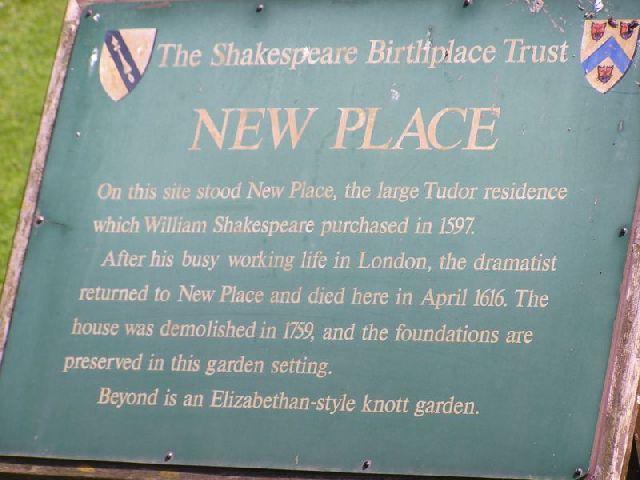 The Shakespeare Birthplace Trust
NEW PLACE
On this site stood New Place, the large Tudor residence
which William Shakespeare purchased in 1597.
After his busy working life in London, the dramatist
returned to New Place and died here in April 1616. The
house was demolished in 1759, and the foundations are
preserved in this garden setting.
Beyond is an Elizabethan-style knott garden.